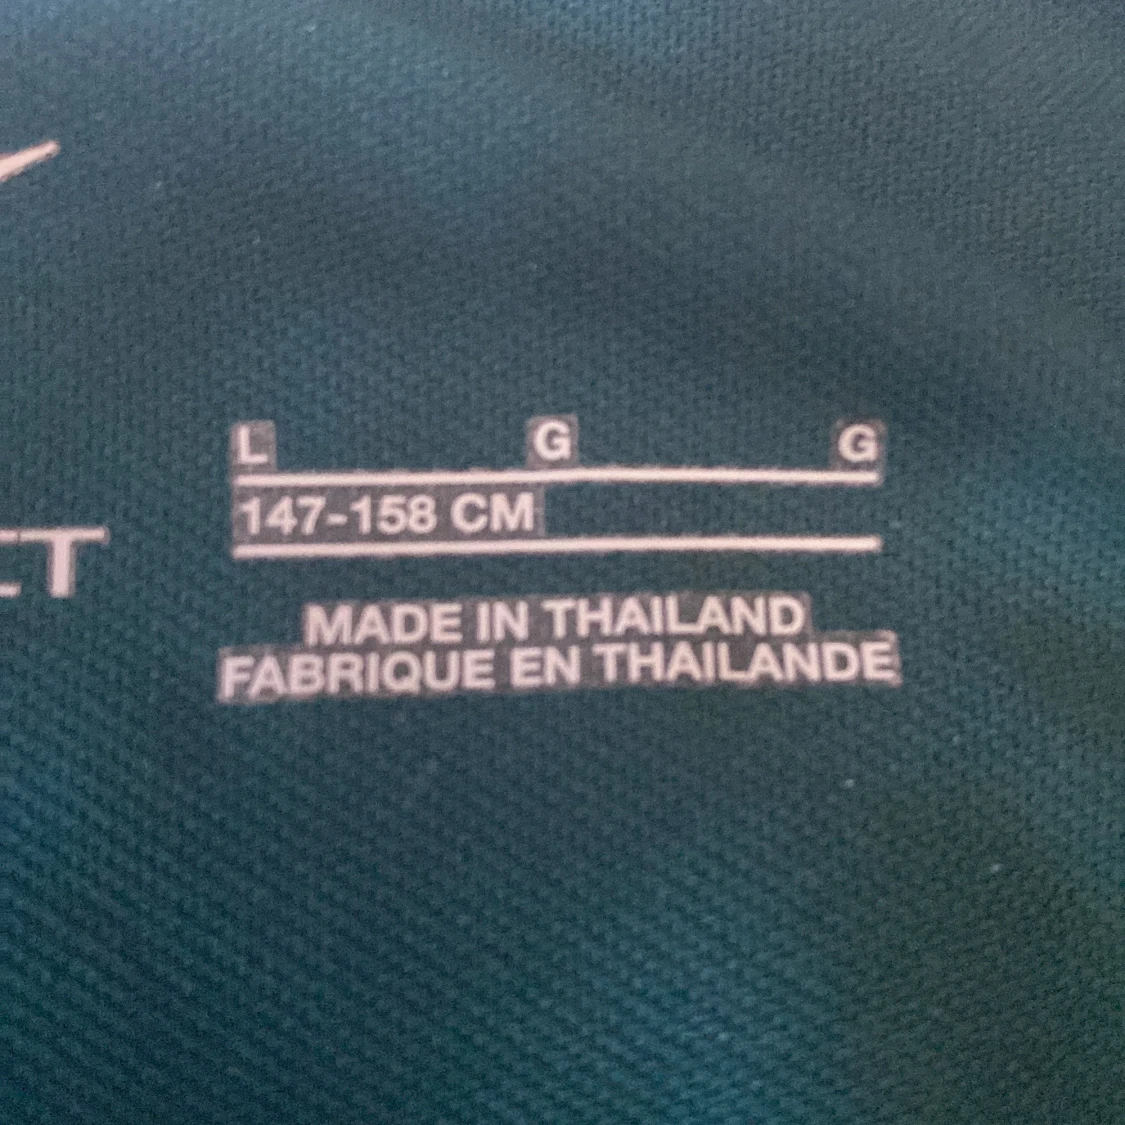 L G G
147-158 CM
MADE IN THAILAND
FABRIQUE EN THAILANDE